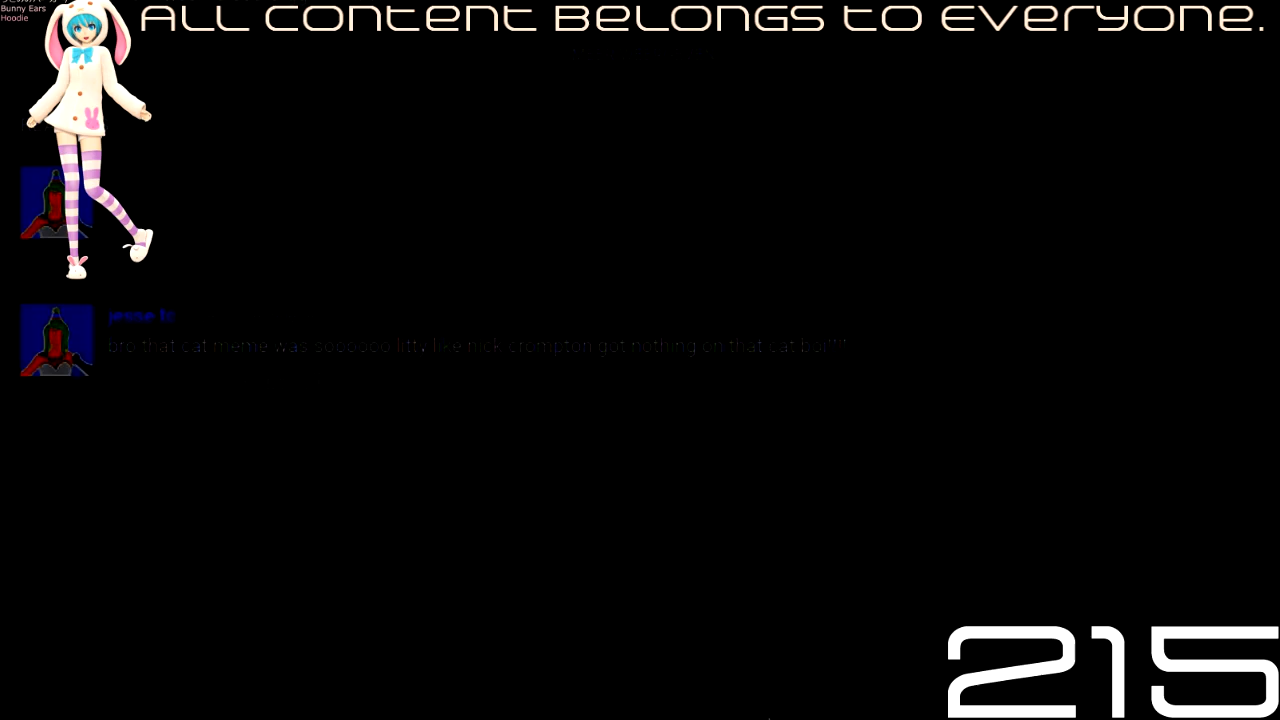 Bunny Ears
Hoodie
ALL CONTENT BELONGS TO EVERYONE.
bro that cat meme was soooooo litty like nick crompton got nothing on that cat boi""
215